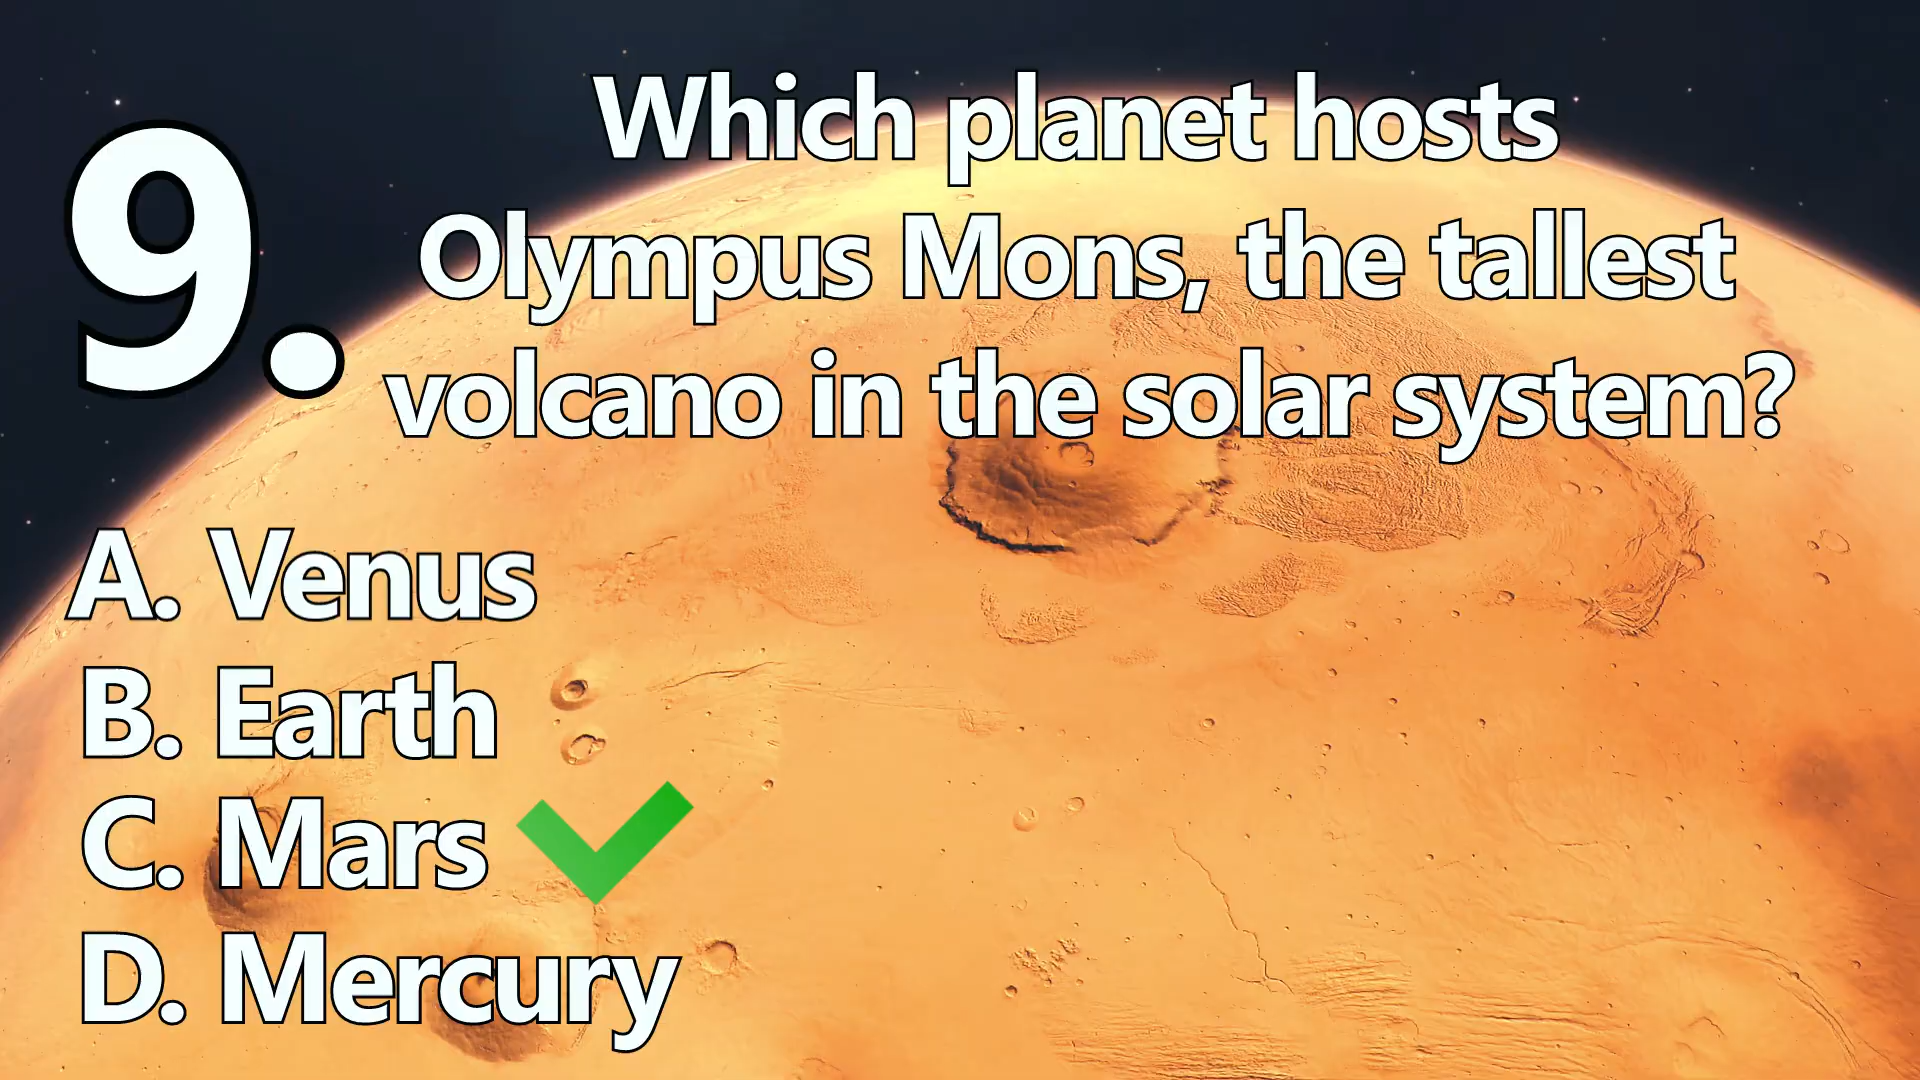 9.
Which planet hosts
Olympus Mons, the tallest
volcano in the solar system?
A. Venus
B. Earth
C. Mars
D. Mercury